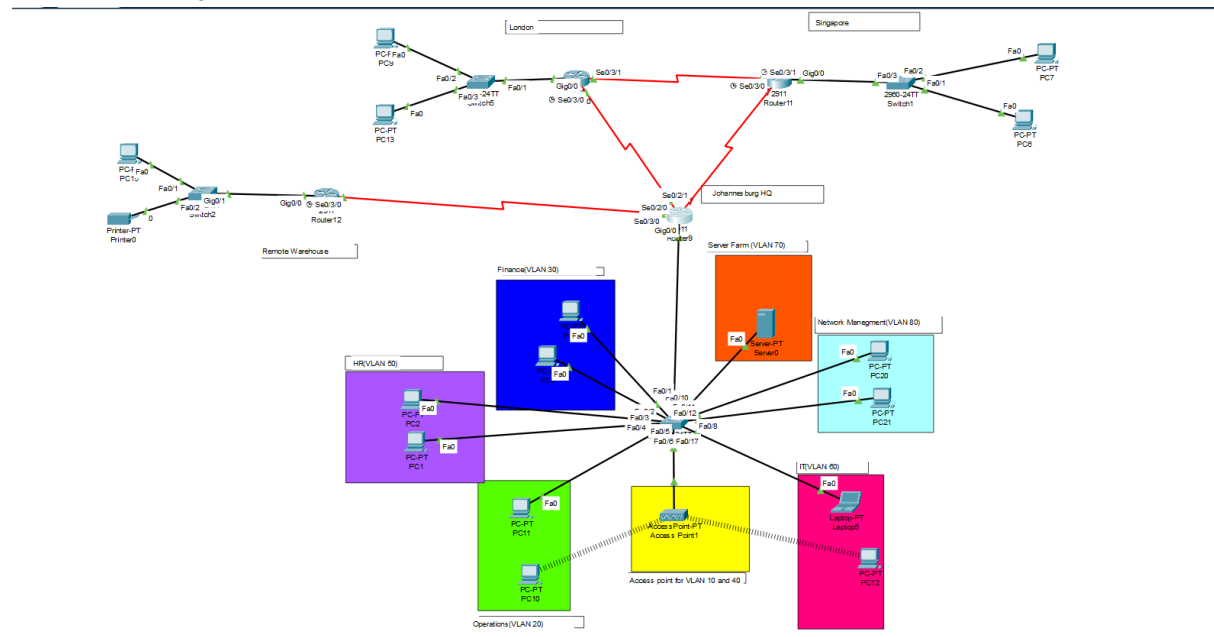 London
Singapore
Fa0
PC9
Fa0/2
Fa0/3
-24TT
Switch5
Fa0/1
Gig0/0
Se0/3/1
Se0/3/0
Fa0
PC-PT
PC13
Se0/3/1
Se0/3/0
Gig0/0
2911
Router11
Fa0/3
Fa0/2
Fa0/1
2960-24TT
Switch1
Fa0
PC-PT
PC7
Fa0
PC-PT
PC6
Fa0
Fa0/1
Fa0/2
Gig0/1
Switch2
0
Printer-PT
Printer0
Gig0/0
Se0/3/0
Router12
Remote Warehouse
Se0/2/1
Se0/2/0
Se0/3/0
Gig0/0
Router9
Johannesburg HQ
Server Farm (VLAN 70)
Fa0
Server-PT
Server0
Finance(VLAN 30)
Fa0
Fa0
Network Managment(VLAN 80)
Fa0
PC-PT
PC20
Fa0
PC-PT
PC21
HR(VLAN 50)
Fa0
PC2
Fa0
PC-PT
PC1
Fa0/1
Fa0/10
Fa0/12
Fa0/3
Fa0/4
Fa0/5
Fa0/8
Fa0/6
Fa0/17
IT(VLAN 60)
Fa0
Laptop-PT
Laptop5
PC-PT
PC12
Fa0
PC-PT
PC11
PC-PT
PC10
Operations(VLAN 20)
AccessPoint-PT
Access Point1
Access point for VLAN 10 and 40